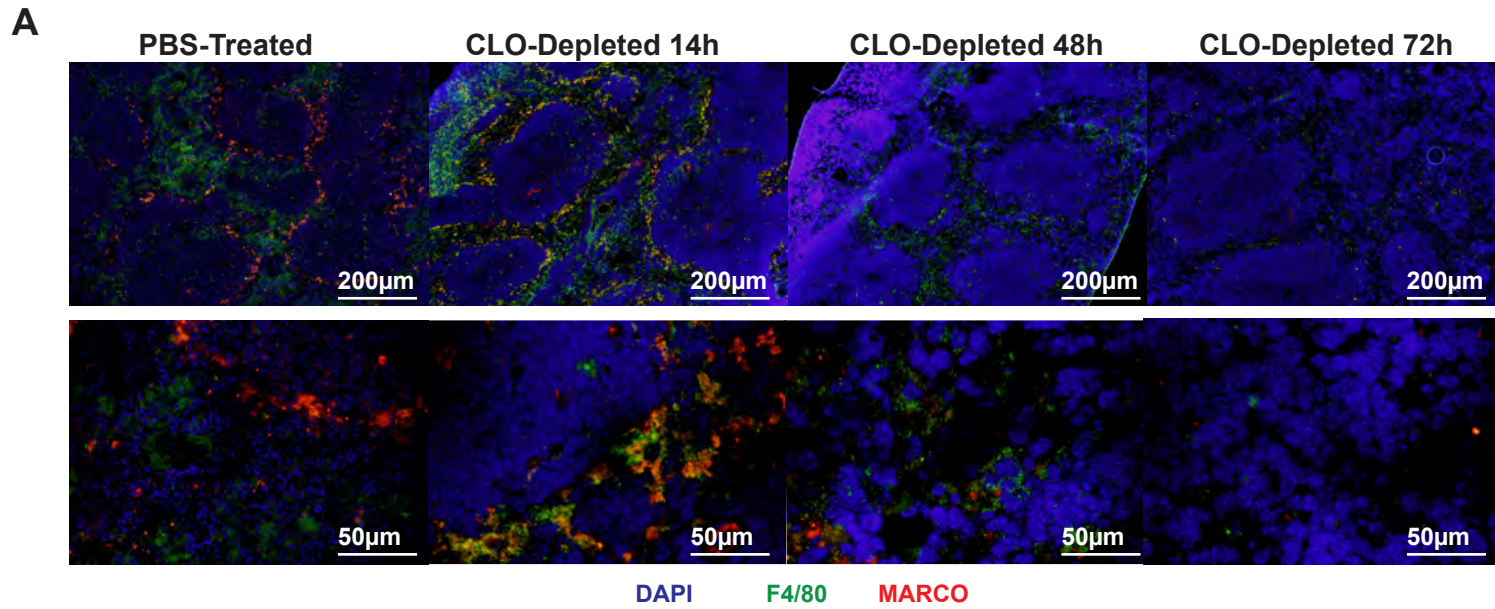 A
PBS-Treated CLO-Depleted 14h CLO-Depleted 48h CLO-Depleted 72h
200µm 200µm 200µm 200µm
50µm 50µm 50µm 50µm
DAPI F4/80 MARCO